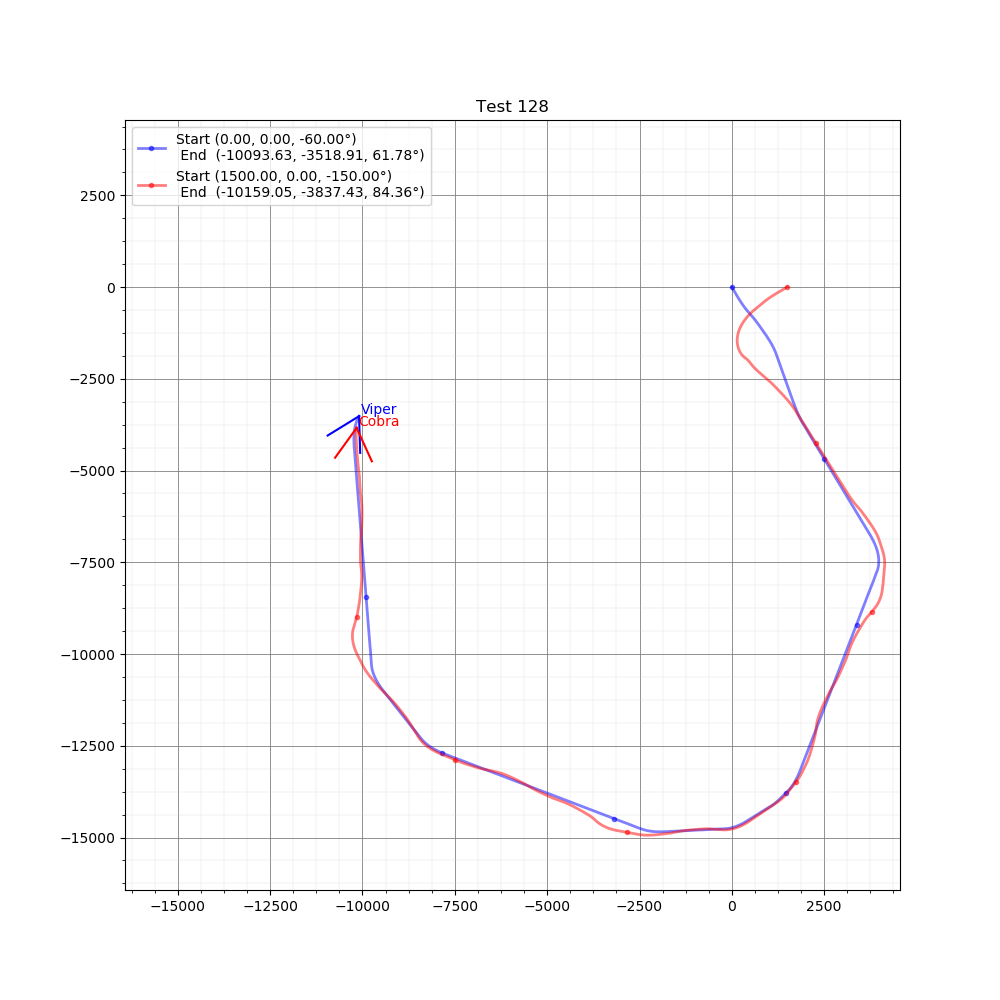 Test 128
Start (0.00, 0.00, -60.00°)
End  (-10093.63, -3518.91, 61.78°)
Start (1500.00, 0.00, -150.00°)
End  (-10159.05, -3837.43, 84.36°)
2500
0
−2500
−5000
−7500
−10000
−12500
−15000
Viper
Cobra
−15000 −12500 −10000 −7500 −5000 −2500 0 2500